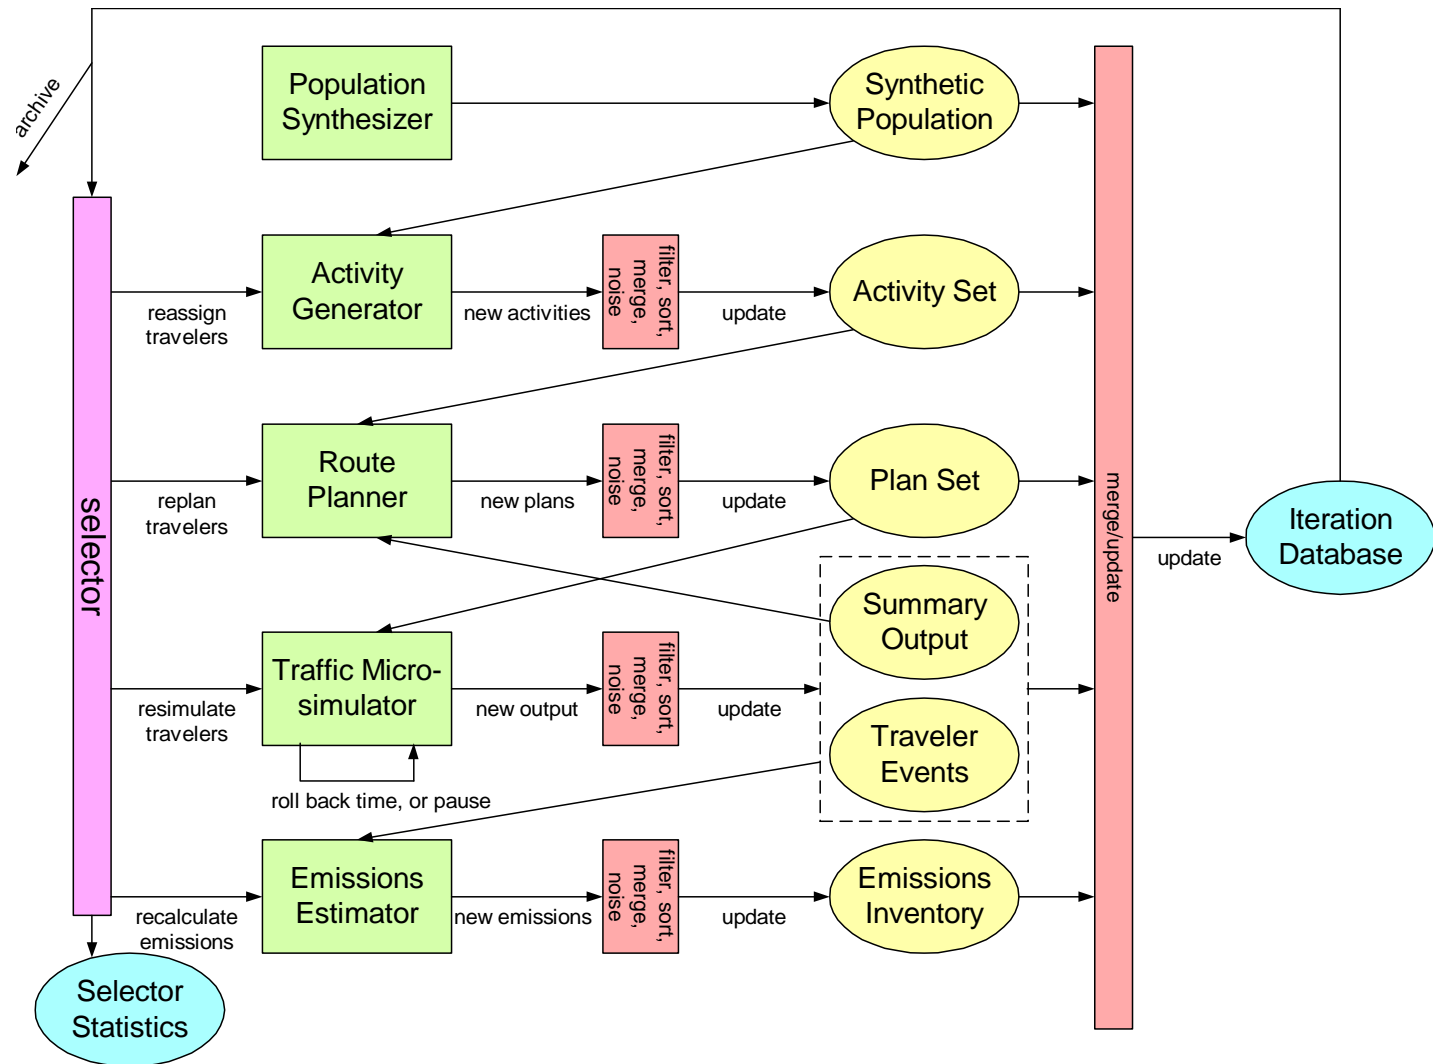 archive
Population
Synthesizer
Synthetic
Population
selector
reassign
travelers
Activity
Generator
new activities
filter, sort,
merge,
noise
update
Activity Set
replan
travelers
Route
Planner
new plans
filter, sort,
merge,
noise
update
Plan Set
merge/update
update
Iteration
Database
Summary
Output
resimulate
travelers
Traffic Micro-
simulator
new output
filter, sort,
merge,
noise
update
Traveler
Events
roll back time, or pause
recalculate
emissions
Emissions
Estimator
new emissions
filter, sort,
merge,
noise
update
Emissions
Inventory
Selector
Statistics